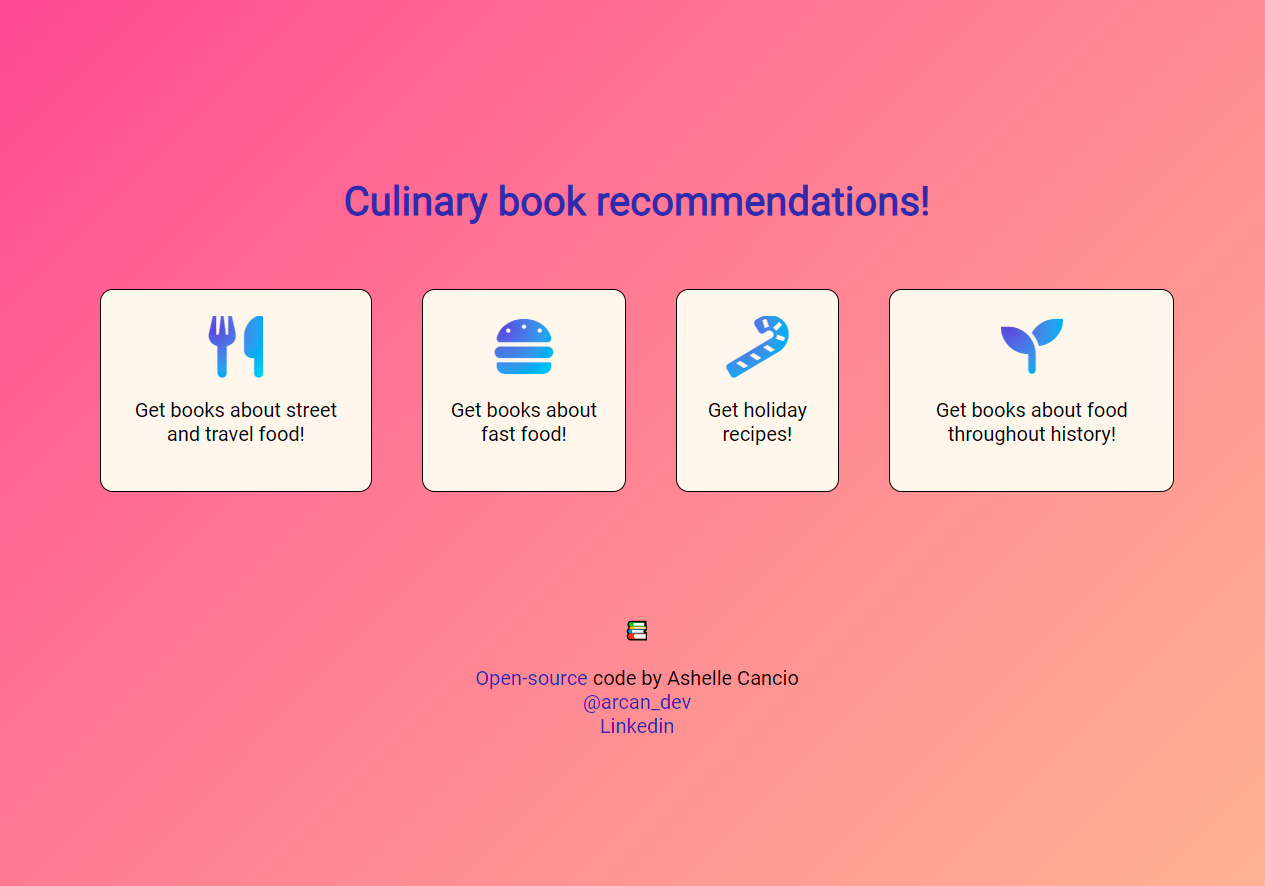 Culinary book recommendations!
Get books about street
and travel food!
Get books about
fast food!
Get holiday
recipes!
Get books about food
throughout history!
Open-source code by Ashelle Cancio
@arcan_dev
Linkedin